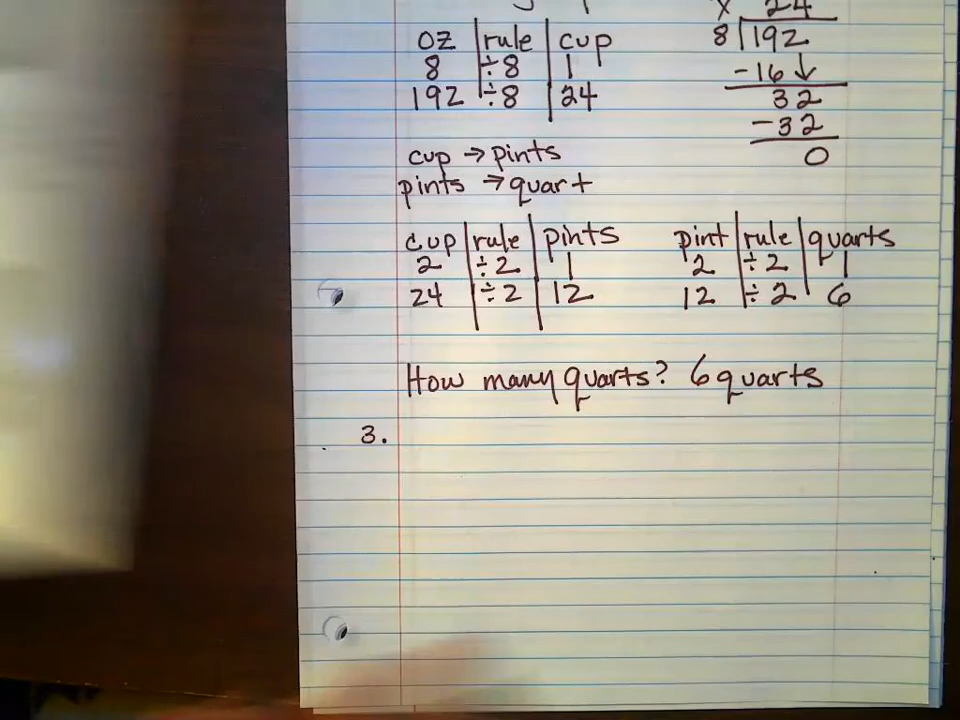 24
oz rule cup 8 192
8 ÷8 1 -16↓
192 ÷8 24 32
-32
cup → pints 0
pints → quart
cup rule pints pint rule quarts
2 ÷2 1 2 ÷2 1
24 ÷2 12 12 ÷2 6
How many quarts? 6 quarts
3.